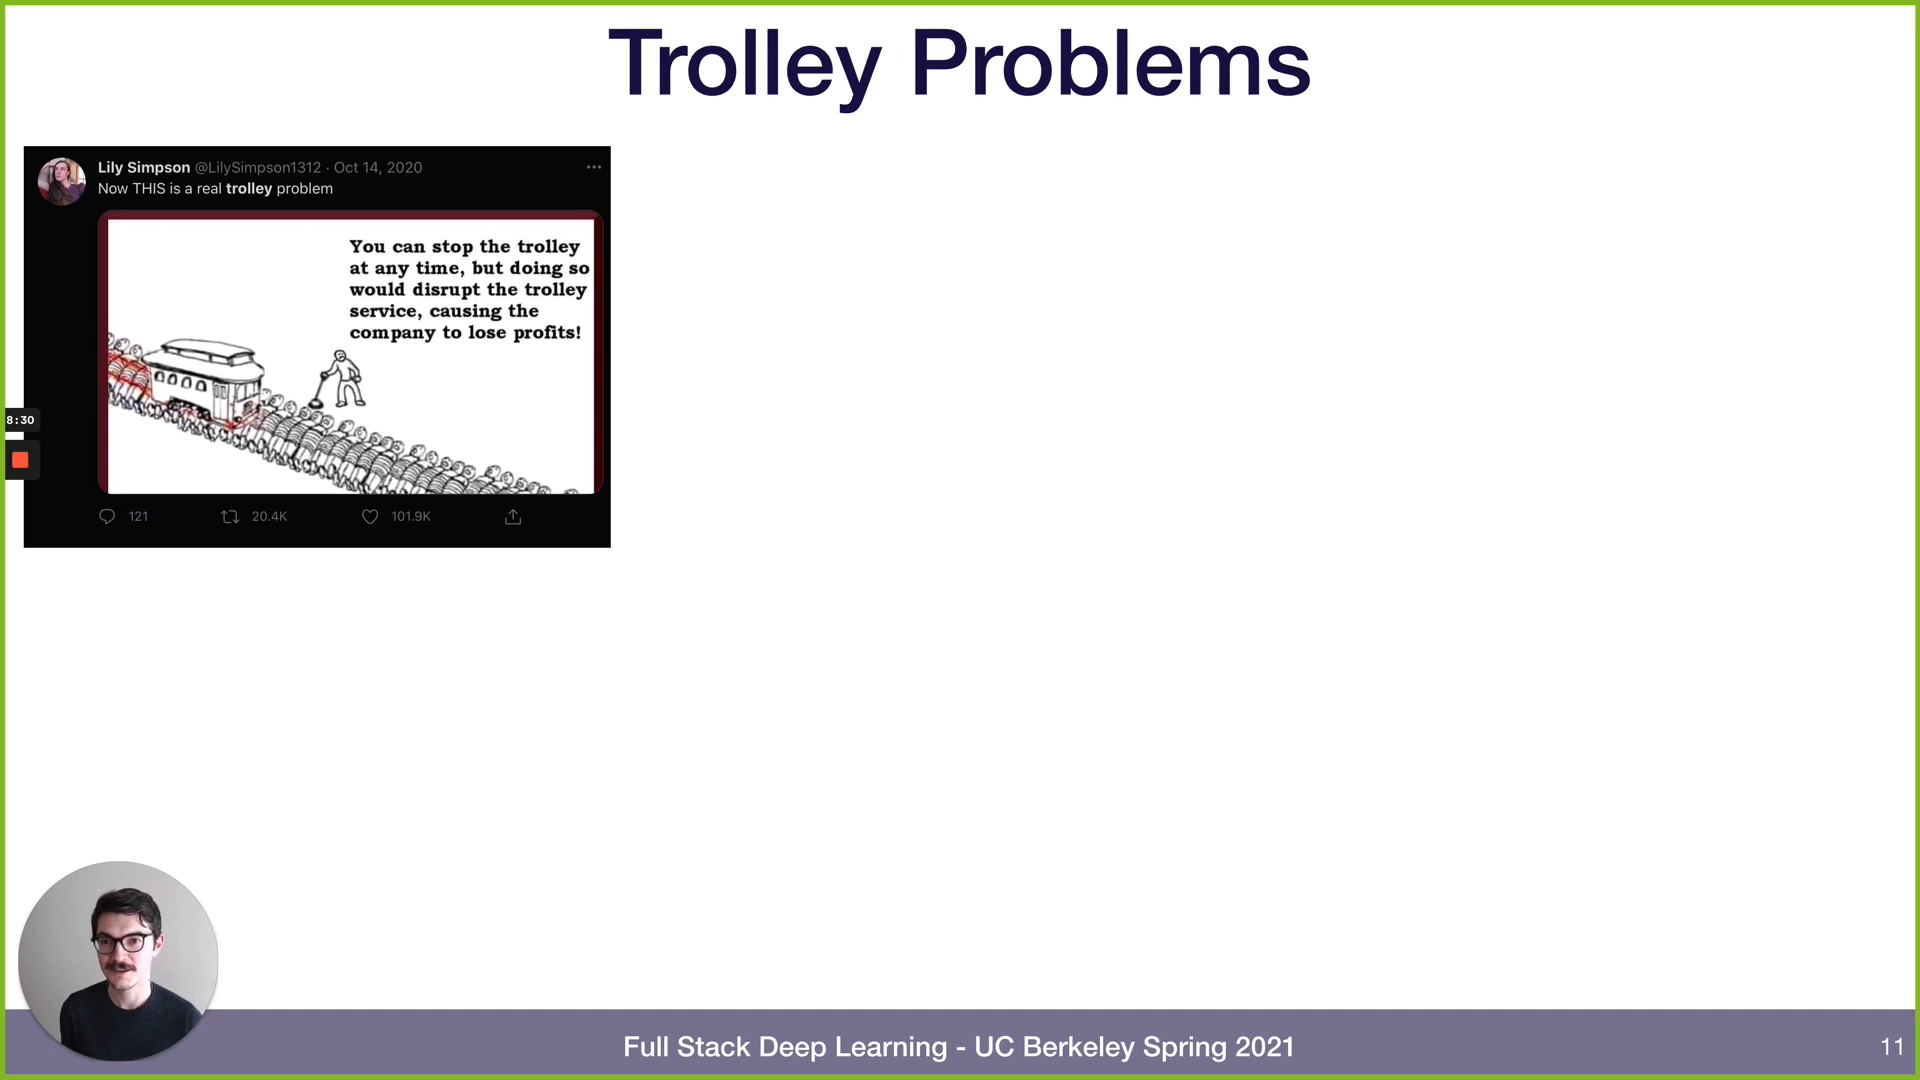 Trolley Problems
Lily Simpson @LilySimpson1312 · Oct 14, 2020
Now THIS is a real trolley problem
You can stop the trolley
at any time, but doing so
would disrupt the trolley
service, causing the
company to lose profits!
8:30
121 20.4K 101.9K
Full Stack Deep Learning - UC Berkeley Spring 2021
11